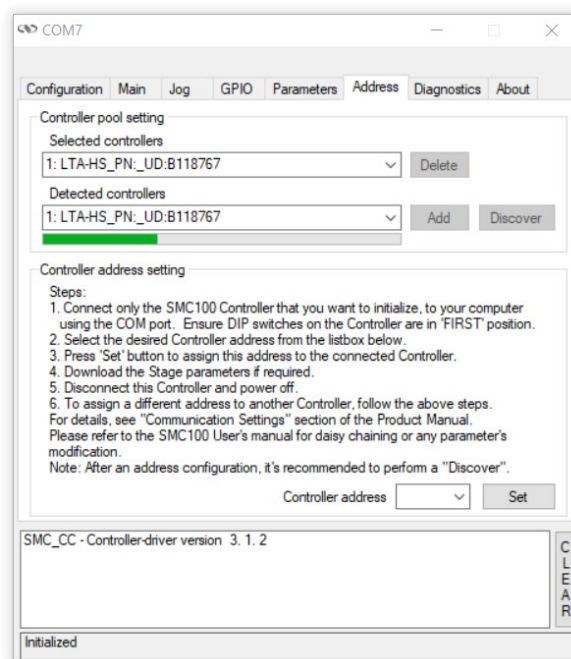 COM7
Configuration Main Jog GPIO Parameters Address Diagnostics About
Controller pool setting
Selected controllers
1: LTA-HS_PN:_UD:B118767
Delete
Detected controllers
1: LTA-HS_PN:_UD:B118767
Add Discover
Controller address setting
Steps:
1. Connect only the SMC100 Controller that you want to initialize, to your computer
using the COM port. Ensure DIP switches on the Controller are in 'FIRST' position.
2. Select the desired Controller address from the listbox below.
3. Press 'Set' button to assign this address to the connected Controller.
4. Download the Stage parameters if required.
5. Disconnect this Controller and power off.
6. To assign a different address to another Controller, follow the above steps.
For details, see "Communication Settings" section of the Product Manual.
Please refer to the SMC100 User's manual for daisy chaining or any parameter's
modification.
Note: After an address configuration, it's recommended to perform a "Discover".
Controller address
Set
SMC_CC - Controller-driver version 3. 1. 2
C
L
E
A
R
Initialized